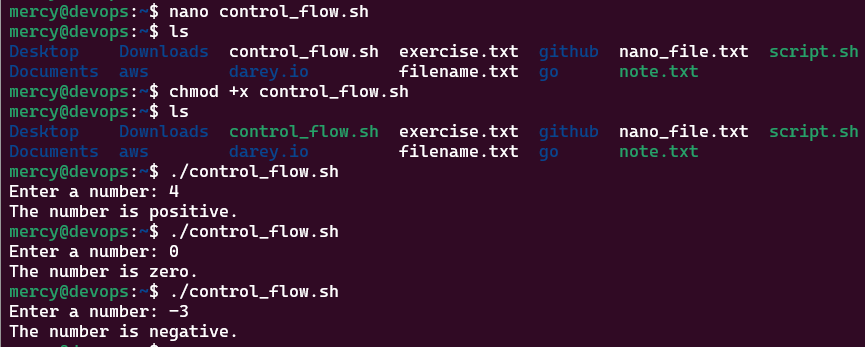 mercy@devops:~$ nano control_flow.sh
mercy@devops:~$ ls
Desktop    Downloads  control_flow.sh  exercise.txt  github  nano_file.txt  script.sh
Documents  aws        darey.io         filename.txt  go      note.txt
mercy@devops:~$ chmod +x control_flow.sh
mercy@devops:~$ ls
Desktop    Downloads  control_flow.sh  exercise.txt  github  nano_file.txt  script.sh
Documents  aws        darey.io         filename.txt  go      note.txt
mercy@devops:~$ ./control_flow.sh
Enter a number: 4
The number is positive.
mercy@devops:~$ ./control_flow.sh
Enter a number: 0
The number is zero.
mercy@devops:~$ ./control_flow.sh
Enter a number: -3
The number is negative.